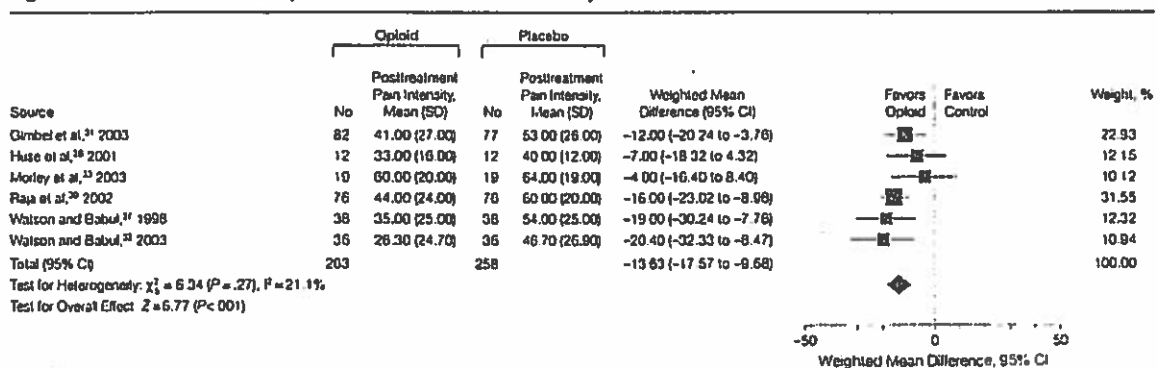 Opioid Placebo
Posttreatment Posttreatment
Pain Intensity, Pain Intensity, Weighted Mean Favors Favors
Source No Mean (SD) No Mean (SD) Difference (95% CI) Opioid Control Weight, %
Gimbel et al,31 2003 82 41.00 (27.00) 77 53.00 (26.00) −12.00 (−20.24 to −3.76) 22.93
Huse et al,38 2001 12 33.00 (16.00) 12 40.00 (12.00) −7.00 (−18.32 to 4.32) 12.15
Morley et al,33 2003 19 60.00 (20.00) 19 64.00 (19.00) −4.00 (−16.40 to 8.40) 10.12
Raja et al,30 2002 76 44.00 (24.00) 76 60.00 (20.00) −16.00 (−23.02 to −8.98) 31.55
Watson and Babul,37 1998 38 35.00 (25.00) 38 54.00 (25.00) −19.00 (−30.24 to −7.76) 12.32
Watson and Babul,32 2003 36 26.30 (24.70) 36 46.70 (26.90) −20.40 (−32.33 to −8.47) 10.94
Total (95% CI) 203 258 −13.63 (−17.57 to −9.68) 100.00
Test for Heterogeneity: χ²5 = 6.34 (P = .27), I² = 21.1%
Test for Overall Effect Z = 6.77 (P < 001)
−50 0 50
Weighted Mean Difference, 95% CI